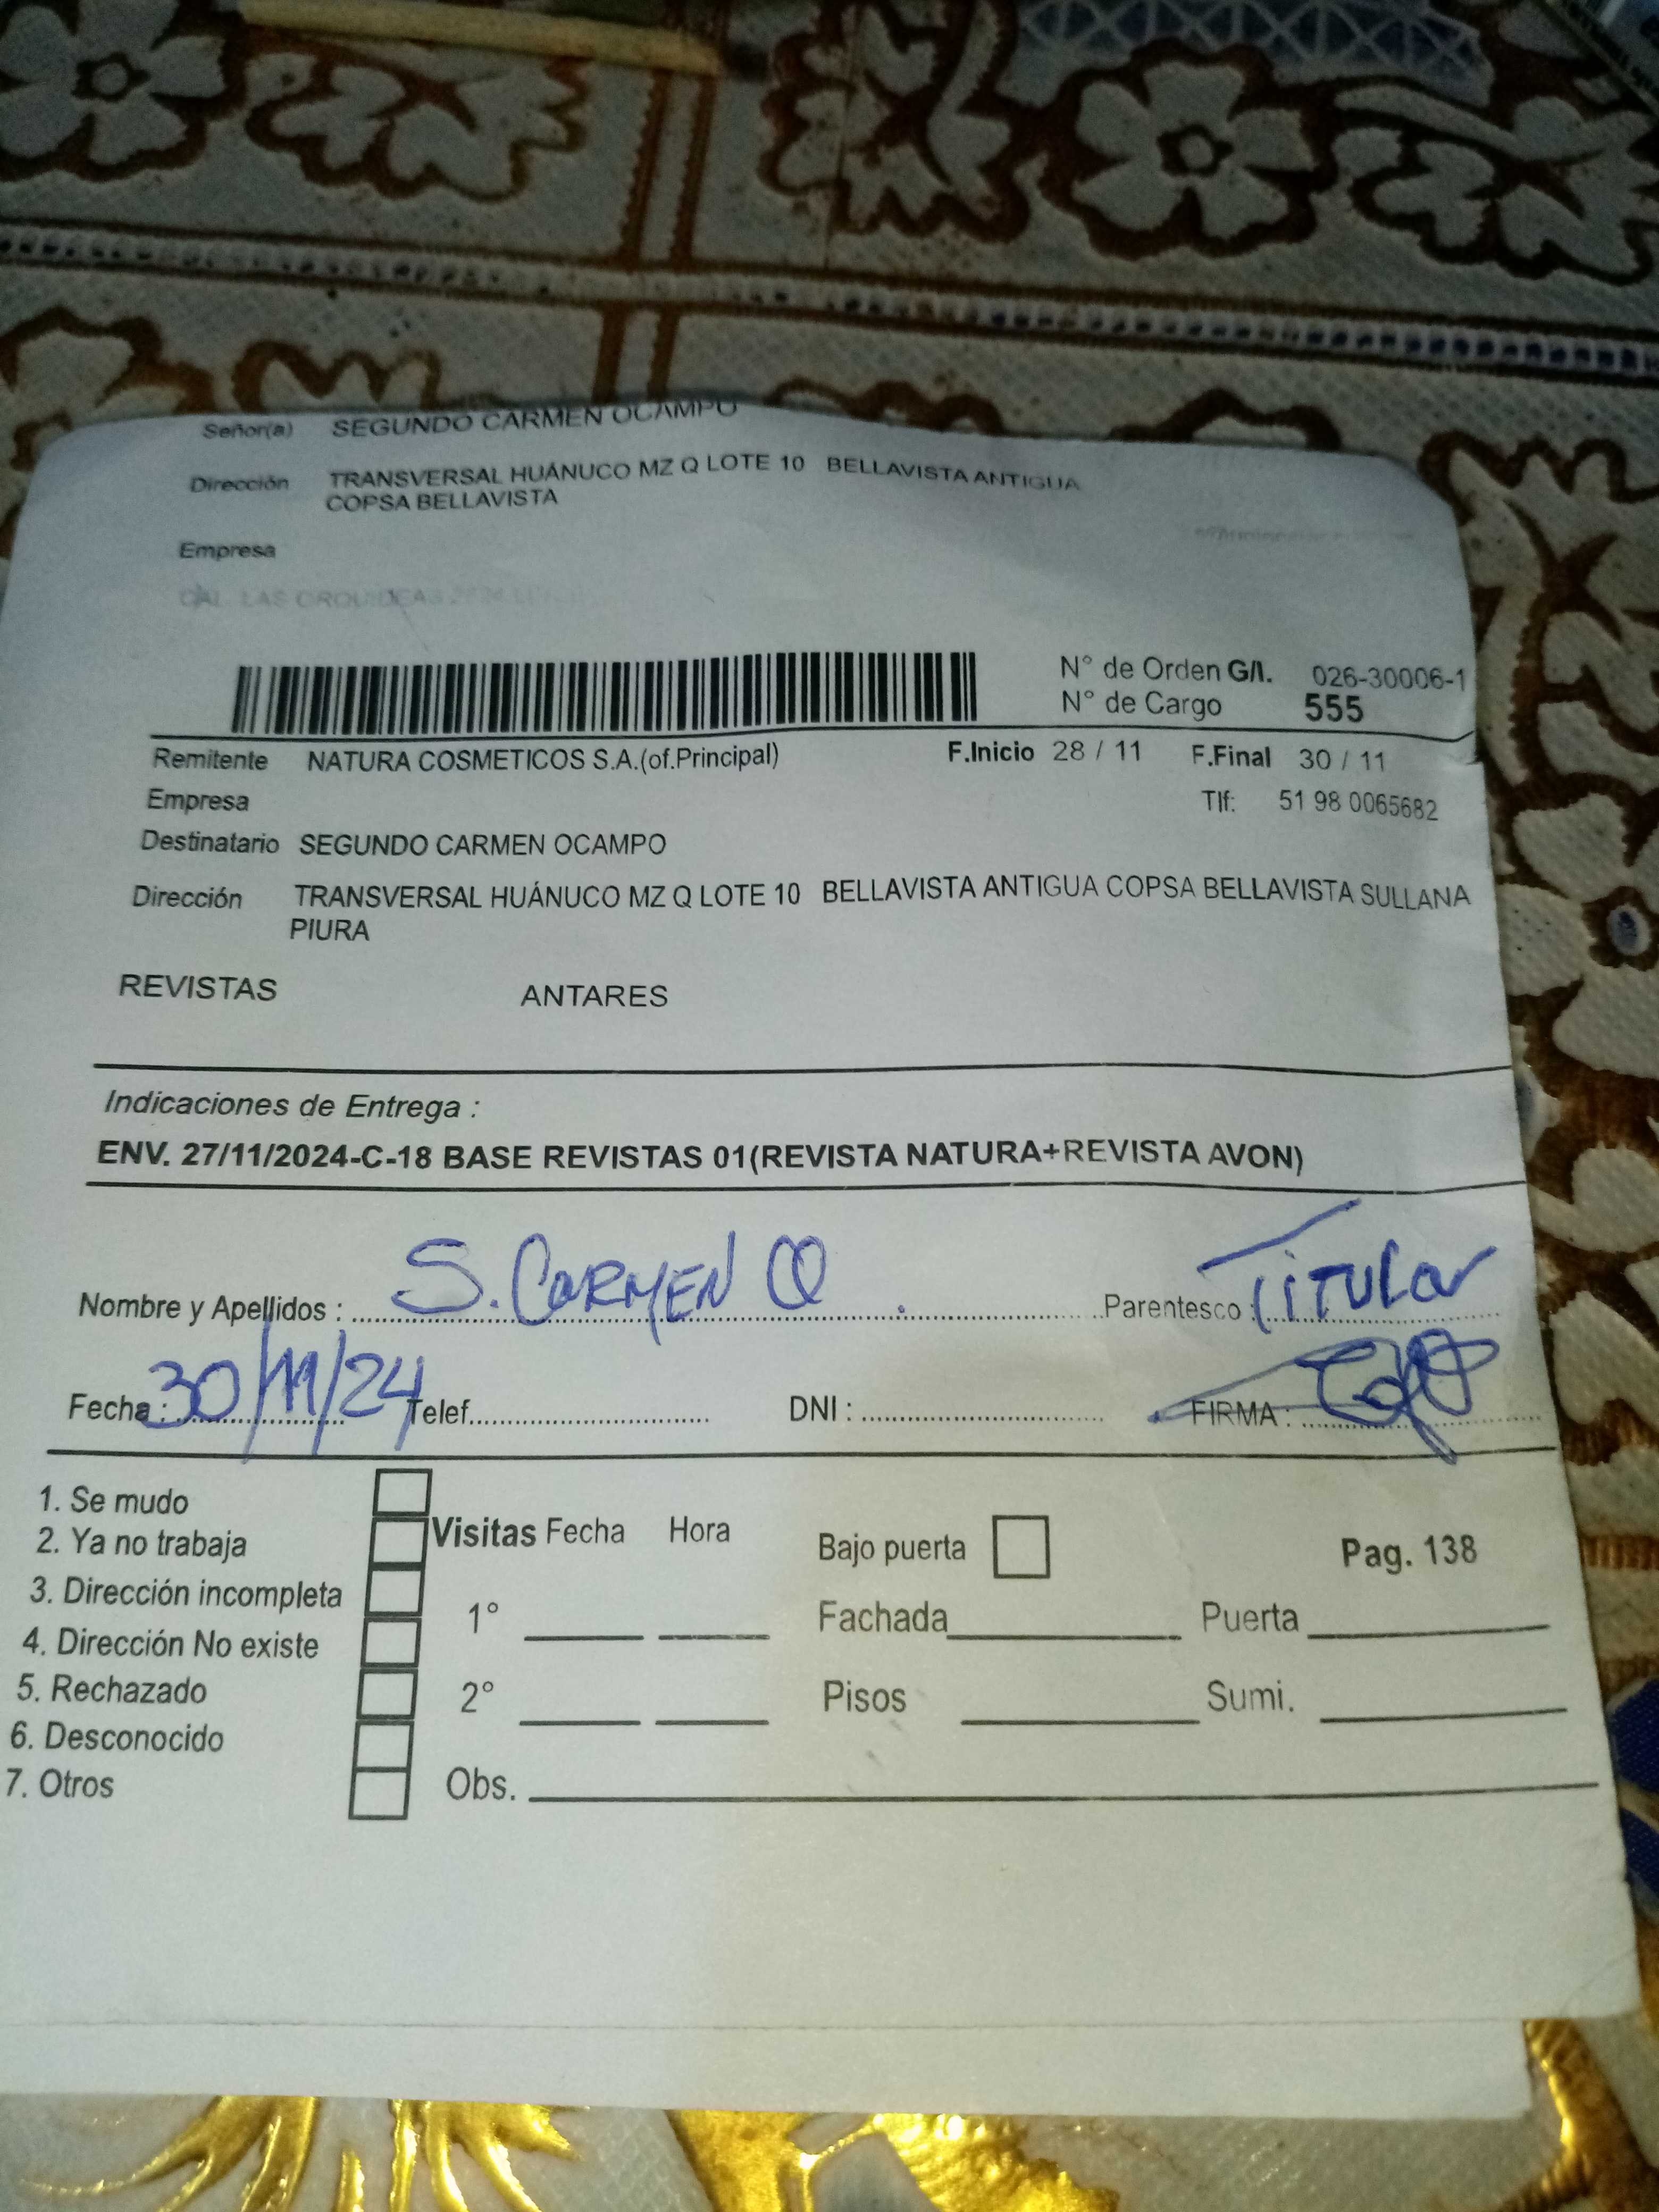 Señor(a) SEGUNDO CARMEN OCAMPO
Dirección TRANSVERSAL HUÁNUCO MZ Q LOTE 10 BELLAVISTA ANTIGUA
COPSA BELLAVISTA
Empresa
CAL. LAS ORQUIDEAS
N° de Orden G/I. 026-30006-1
N° de Cargo 555
Remitente NATURA COSMETICOS S.A.(of.Principal) F.Inicio 28 / 11 F.Final 30 / 11
Empresa Tlf: 51 98 0065682
Destinatario SEGUNDO CARMEN OCAMPO
Dirección TRANSVERSAL HUÁNUCO MZ Q LOTE 10 BELLAVISTA ANTIGUA COPSA BELLAVISTA SULLANA
PIURA
REVISTAS ANTARES
Indicaciones de Entrega :
ENV. 27/11/2024-C-18 BASE REVISTAS 01(REVISTA NATURA+REVISTA AVON)
Nombre y Apellidos : S. CARMEN O Parentesco : TITULAR
Fecha : 30/11/24 Telef. DNI : FIRMA :
1. Se mudo
2. Ya no trabaja Visitas Fecha Hora Bajo puerta Pag. 138
3. Dirección incompleta 1° Fachada Puerta
4. Dirección No existe
5. Rechazado 2° Pisos Sumi.
6. Desconocido
7. Otros Obs.